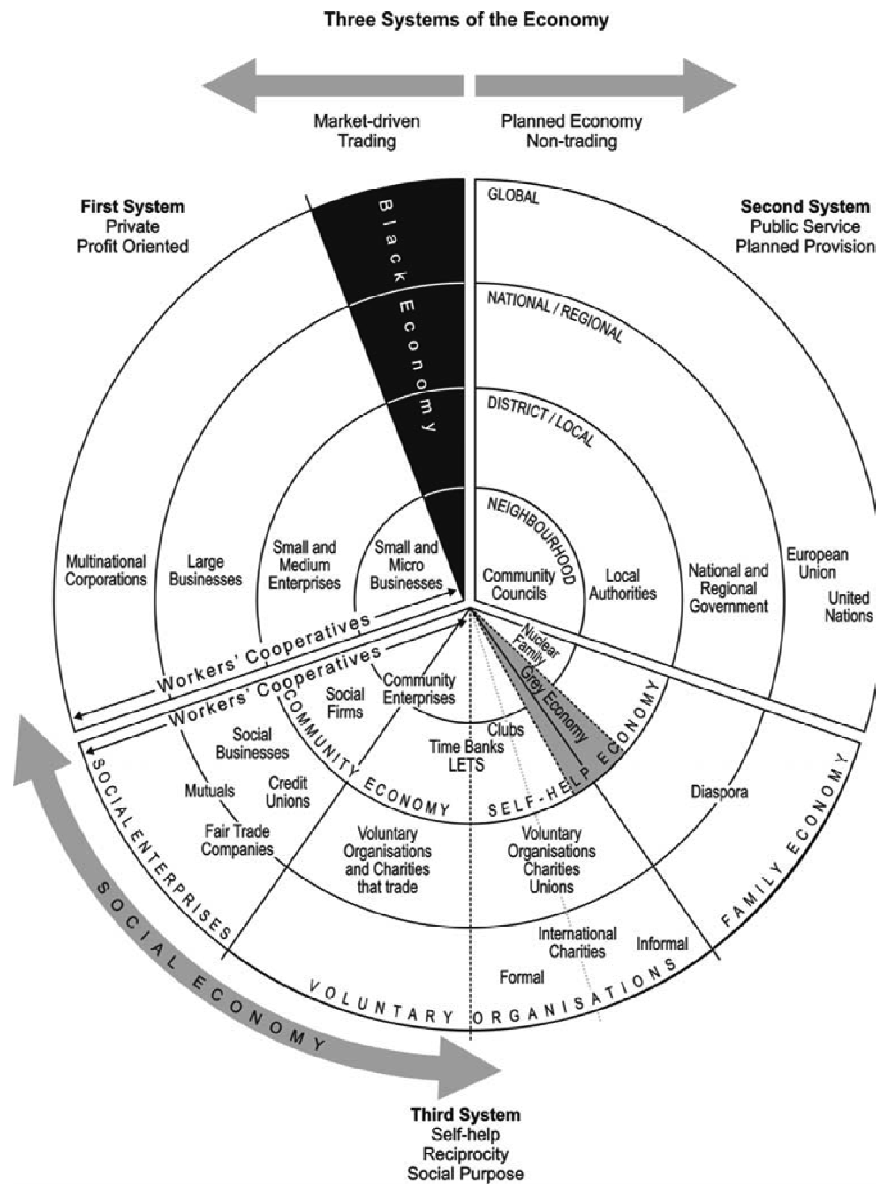 Three Systems of the Economy
Market-driven
Trading
Planned Economy
Non-trading
First System
Private
Profit Oriented
Second System
Public Service
Planned Provision
Black Economy
GLOBAL
NATIONAL / REGIONAL
DISTRICT / LOCAL
NEIGHBOURHOOD
Multinational
Corporations
Large
Businesses
Small and
Medium
Enterprises
Small and
Micro
Businesses
Community
Councils
Local
Authorities
National and
Regional
Government
European
Union
United
Nations
Workers' Cooperatives
Workers' Cooperatives
Nuclear
Family
Grey Economy
Social
Firms
Community
Enterprises
COMMUNITY ECONOMY
Clubs
Time Banks
LETS
SELF-HELP ECONOMY
Social
Businesses
Mutuals
Credit
Unions
Fair Trade
Companies
Voluntary
Organisations
and Charities
that trade
Voluntary
Organisations
Charities
Unions
Diaspora
International
Charities
Informal
Formal
SOCIAL ENTERPRISES
VOLUNTARY ORGANISATIONS
FAMILY ECONOMY
SOCIAL ECONOMY
Third System
Self-help
Reciprocity
Social Purpose